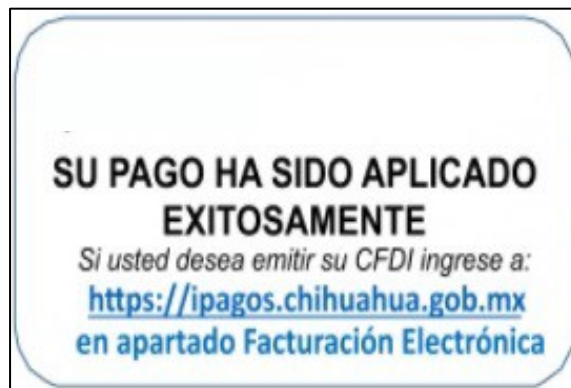 SU PAGO HA SIDO APLICADO
EXITOSAMENTE
Si usted desea emitir su CFDI ingrese a:
https://ipagos.chihuahua.gob.mx
en apartado Facturación Electrónica